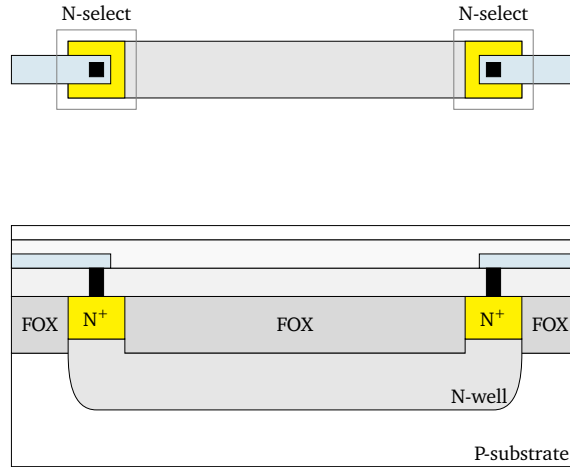 N-select N-select
FOX N⁺ FOX N⁺ FOX
N-well
P-substrate